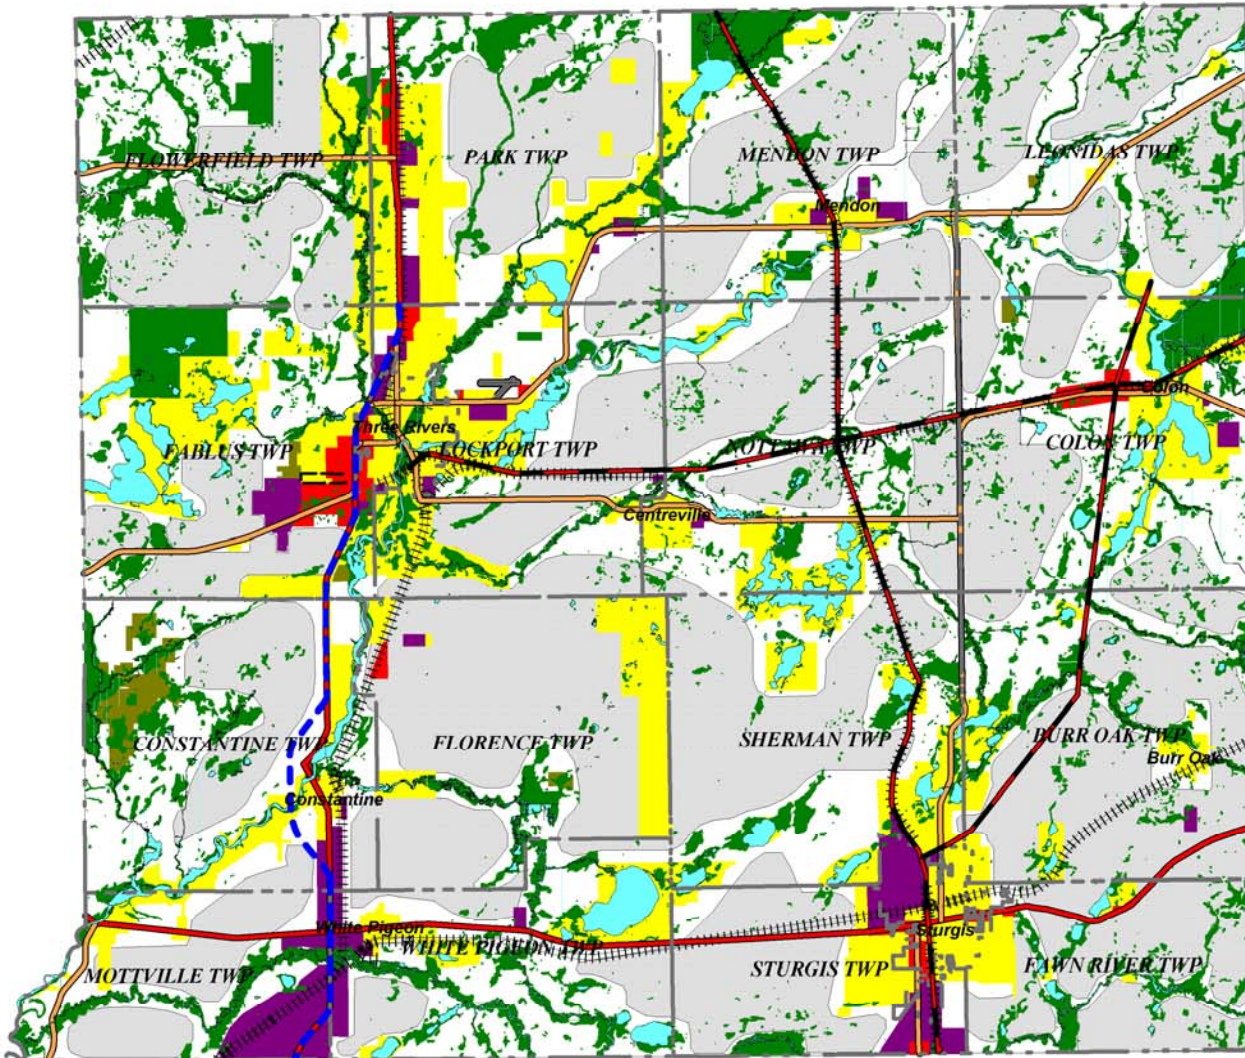 FLOWERFIELD TWP
PARK TWP
MENDON TWP
LEONIDAS TWP
Mendon
Three Rivers
Colon
FABLUS TWP
LOCKPORT TWP
NOTTAWA TWP
COLON TWP
Centreville
CONSTANTINE TWP
FLORENCE TWP
SHERMAN TWP
BURR OAK TWP
Burr Oak
Constantine
White Pigeon
Sturgis
MOTTVILLE TWP
WHITE PIGEON TWP
STURGIS TWP
FAWN RIVER TWP